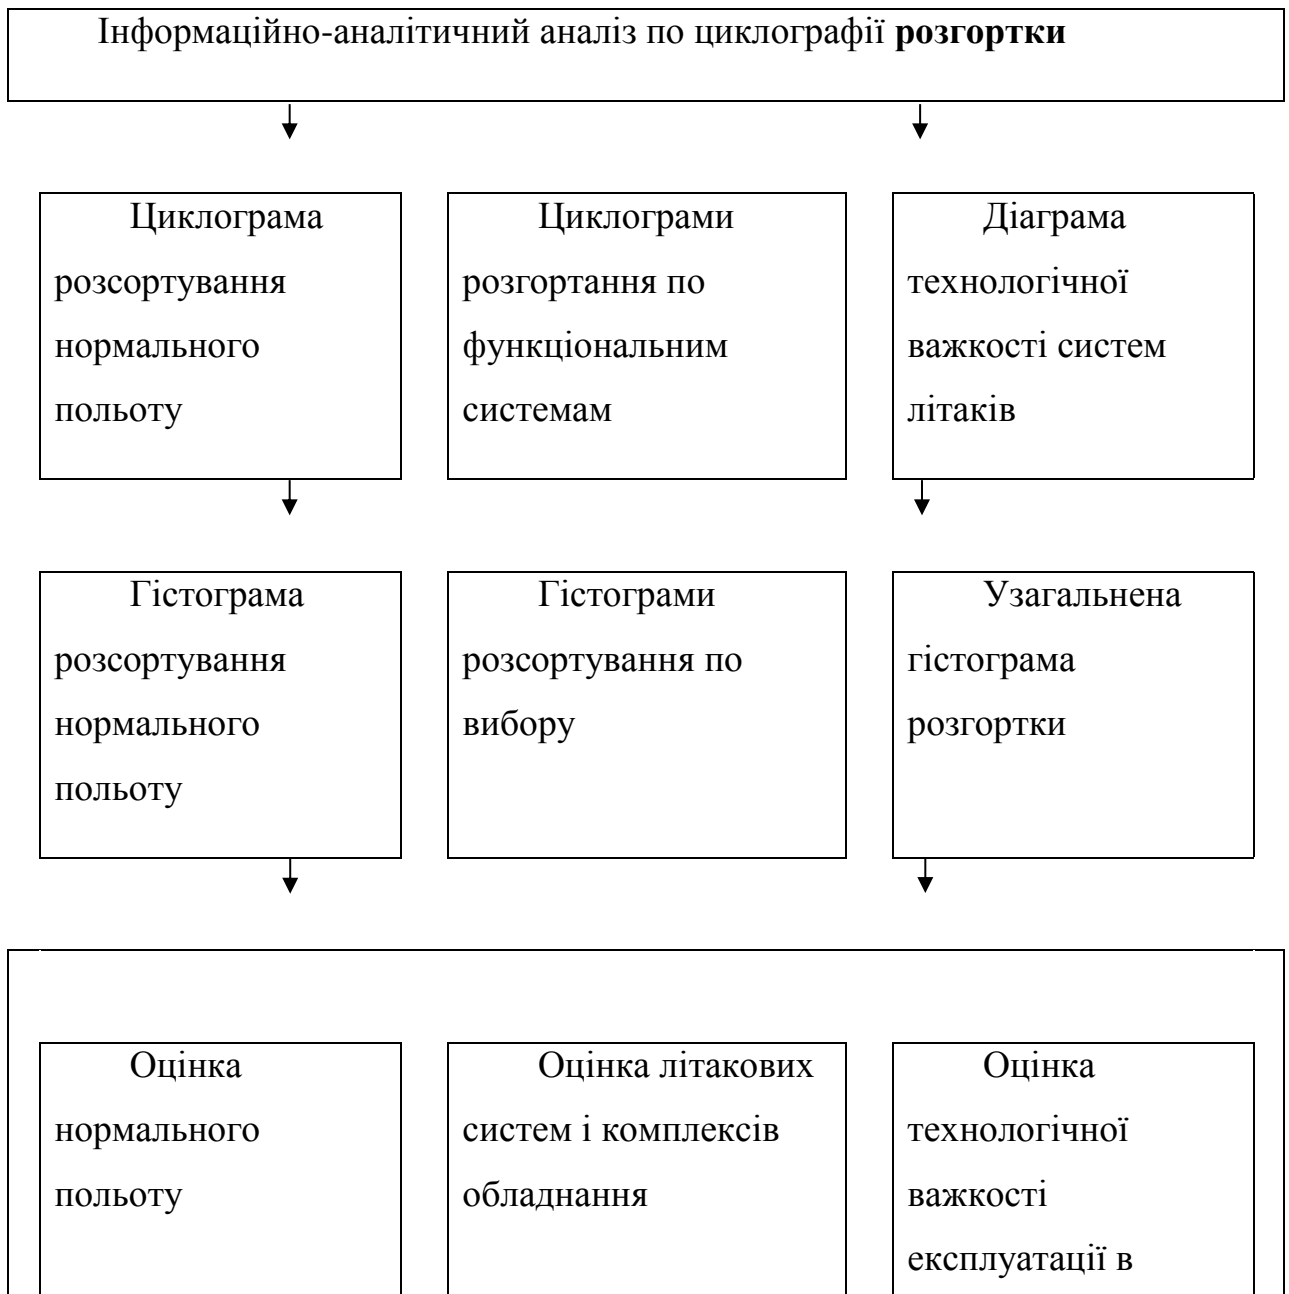 Інформаційно-аналітичний аналіз по циклографії розгортки
Циклограма
розсортування
нормального
польоту
Циклограми
розгортання по
функціональним
системам
Діаграма
технологічної
важкості систем
літаків
Гістограма
розсортування
нормального
польоту
Гістограми
розсортування по
вибору
Узагальнена
гістограма
розгортки
Оцінка
нормального
польоту
Оцінка літакових
систем і комплексів
обладнання
Оцінка
технологічної
важкості
експлуатації в